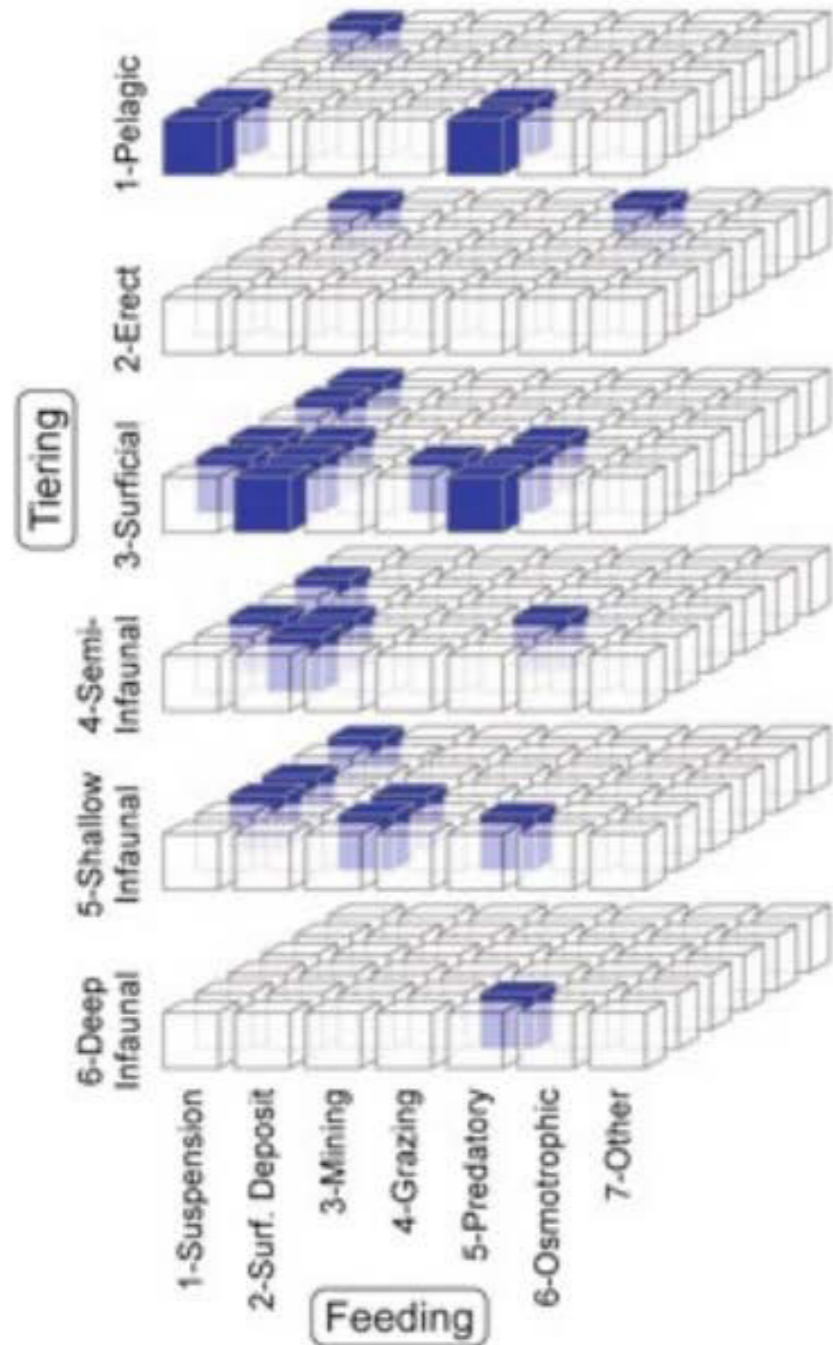 Tiering
1-Pelagic
2-Erect
3-Surficial
4-Semi-
Infaunal
5-Shallow
Infaunal
6-Deep
Infaunal
1-Suspension
2-Surf. Deposit
3-Mining
4-Grazing
5-Predatory
6-Osmotrophic
7-Other
Feeding